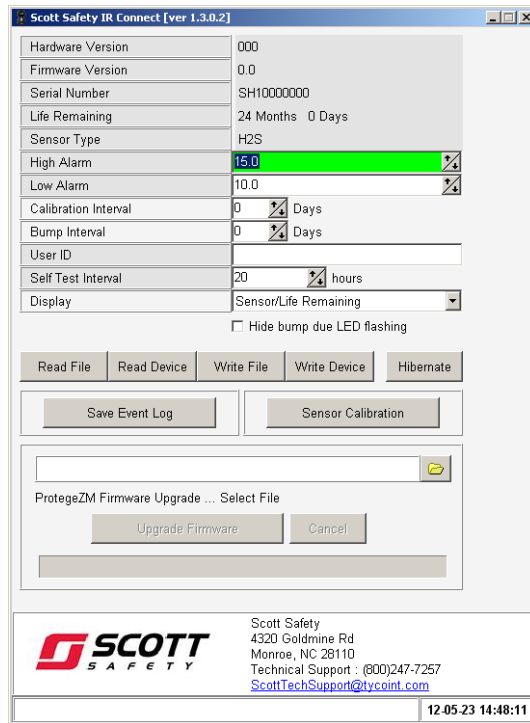 Scott Safety IR Connect [ver 1.3.0.2]
Hardware Version 000
Firmware Version 0.0
Serial Number SH10000000
Life Remaining 24 Months 0 Days
Sensor Type H2S
High Alarm 15.0
Low Alarm 10.0
Calibration Interval 0 Days
Bump Interval 0 Days
User ID
Self Test Interval 20 hours
Display Sensor/Life Remaining
Hide bump due LED flashing
Read File Read Device Write File Write Device Hibernate
Save Event Log Sensor Calibration
ProtegeZM Firmware Upgrade ... Select File
Upgrade Firmware Cancel
SCOTT
SAFETY
Scott Safety
4320 Goldmine Rd
Monroe, NC 28110
Technical Support : (800)247-7257
ScottTechSupport@tycoint.com
12-05-23 14:48:11